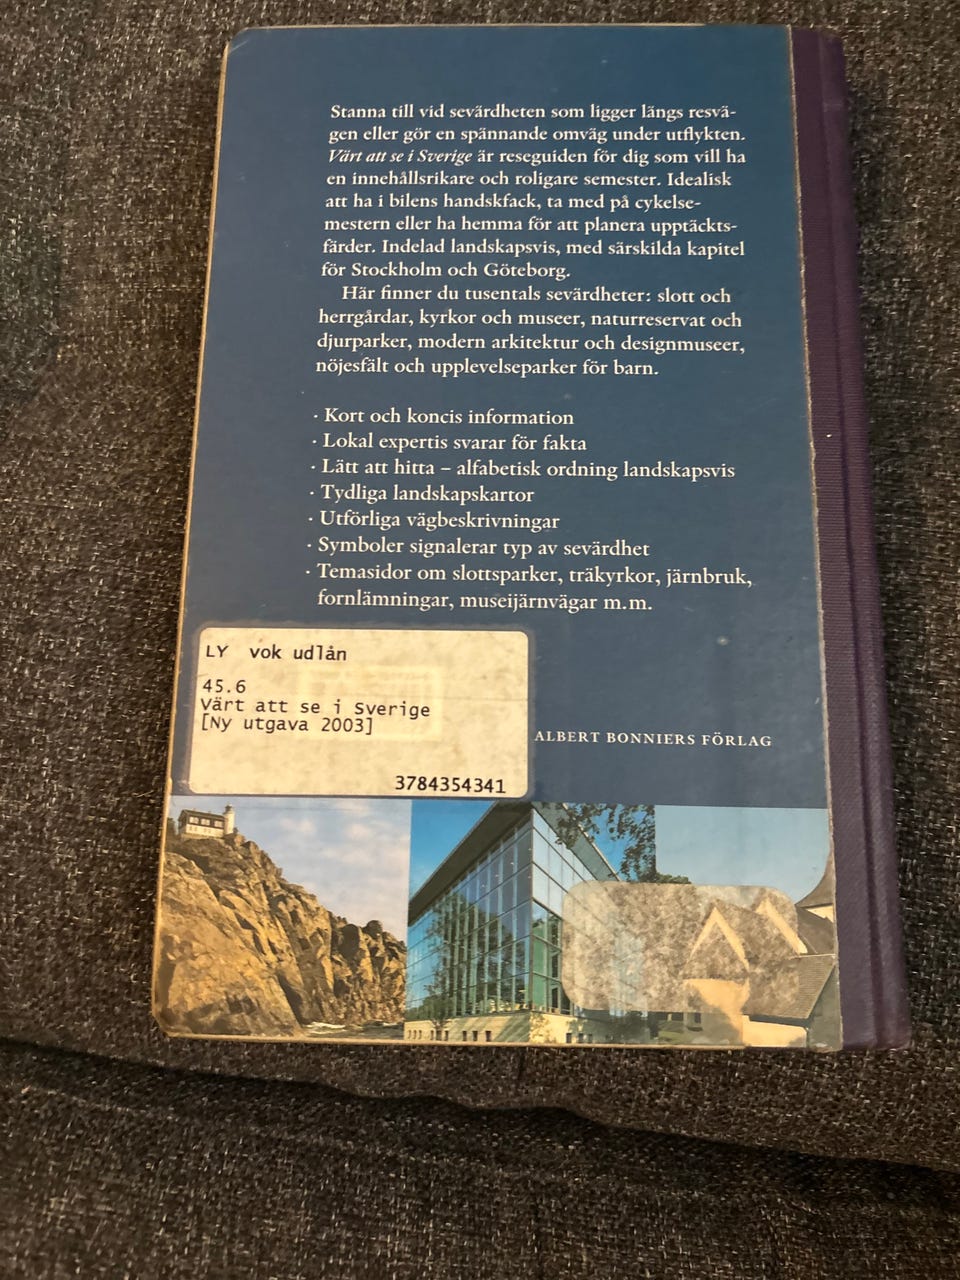 Stanna till vid sevärdheten som ligger längs resvä-
gen eller gör en spännande omväg under utflykten.
Värt att se i Sverige är reseguiden för dig som vill ha
en innehållsrikare och roligare semester. Idealisk
att ha i bilens handskfack, ta med på cykelse-
mestern eller ha hemma för att planera upptäckts-
färder. Indelad landskapsvis, med särskilda kapitel
för Stockholm och Göteborg.
Här finner du tusentals sevärdheter: slott och
herrgårdar, kyrkor och museer, naturreservat och
djurparker, modern arkitektur och designmuseer,
nöjesfält och upplevelseparker för barn.
· Kort och koncis information
· Lokal expertis svarar för fakta
· Lätt att hitta – alfabetisk ordning landskapsvis
· Tydliga landskapskartor
· Utförliga vägbeskrivningar
· Symboler signalerar typ av sevärdhet
· Temasidor om slottsparker, träkyrkor, järnbruk,
fornlämningar, museijärnvägar m.m.
LY vok udlån
45.6
Värt att se i Sverige
[Ny utgava 2003]
3784354341
ALBERT BONNIERS FÖRLAG